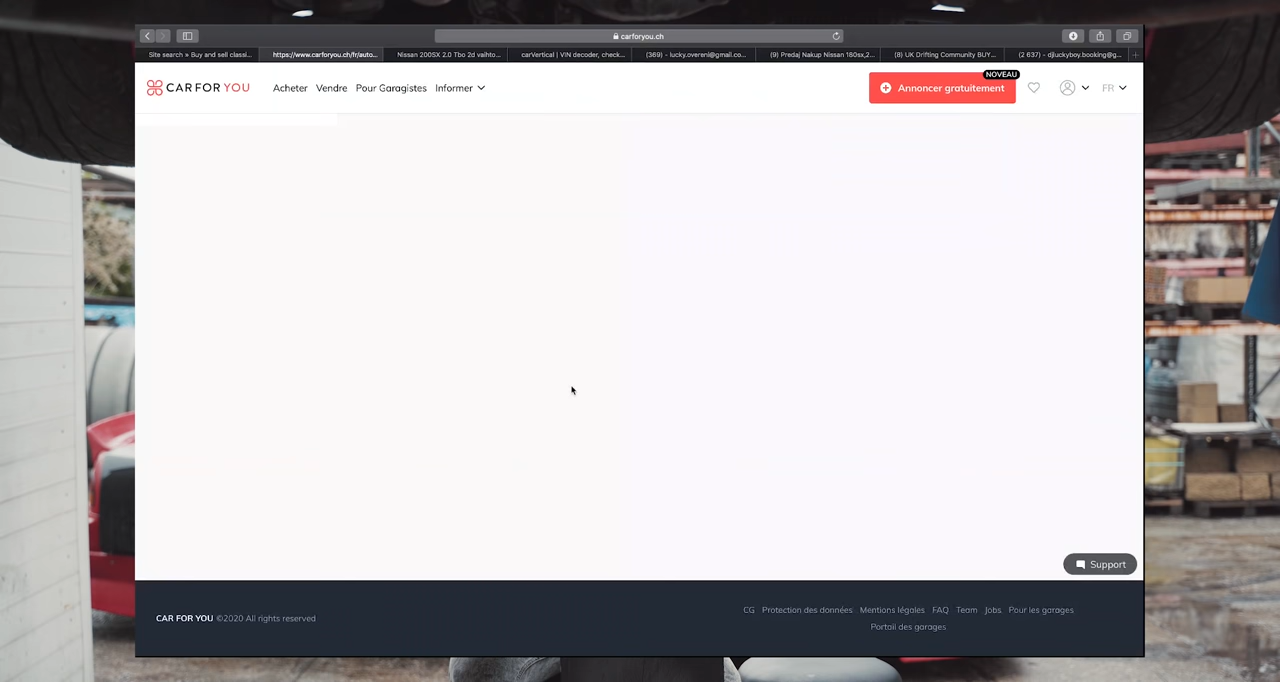 carforyou.ch
Site search » Buy and sell classi...
https://www.carforyou.ch/fr/auto...
Nissan 200SX 2.0 Tbo 2d vaihto...
carVertical | VIN decoder, check...
(369) - lucky.overenl@gmail.co...
(9) Predaj Nakup Nissan 180sx,2...
(8) UK Drifting Community BUY...
(2 637) - djluckyboy.booking@g...
CAR FOR YOU
Acheter
Vendre
Pour Garagistes
Informer
NOVEAU
Annoncer gratuitement
FR
Support
CAR FOR YOU ©2020 All rights reserved
CG Protection des données Mentions légales FAQ Team Jobs Pour les garages
Portail des garages